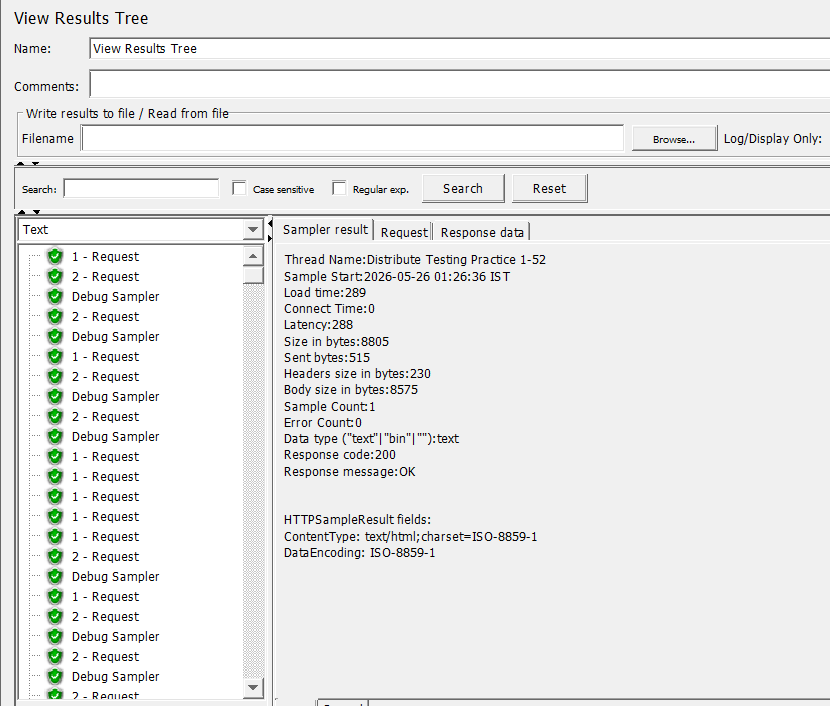 View Results Tree
Name: View Results Tree
Comments:
Write results to file / Read from file
Filename Browse... Log/Display Only:
Search: Case sensitive Regular exp. Search Reset
Text
1 - Request
2 - Request
Debug Sampler
2 - Request
Debug Sampler
1 - Request
2 - Request
Debug Sampler
2 - Request
Debug Sampler
1 - Request
1 - Request
1 - Request
1 - Request
1 - Request
2 - Request
Debug Sampler
1 - Request
2 - Request
Debug Sampler
2 - Request
Debug Sampler
2 - Request
Sampler result Request Response data
Thread Name:Distribute Testing Practice 1-52
Sample Start:2026-05-26 01:26:36 IST
Load time:289
Connect Time:0
Latency:288
Size in bytes:8805
Sent bytes:515
Headers size in bytes:230
Body size in bytes:8575
Sample Count:1
Error Count:0
Data type ("text"|"bin"|""):text
Response code:200
Response message:OK
HTTPSampleResult fields:
ContentType: text/html;charset=ISO-8859-1
DataEncoding: ISO-8859-1